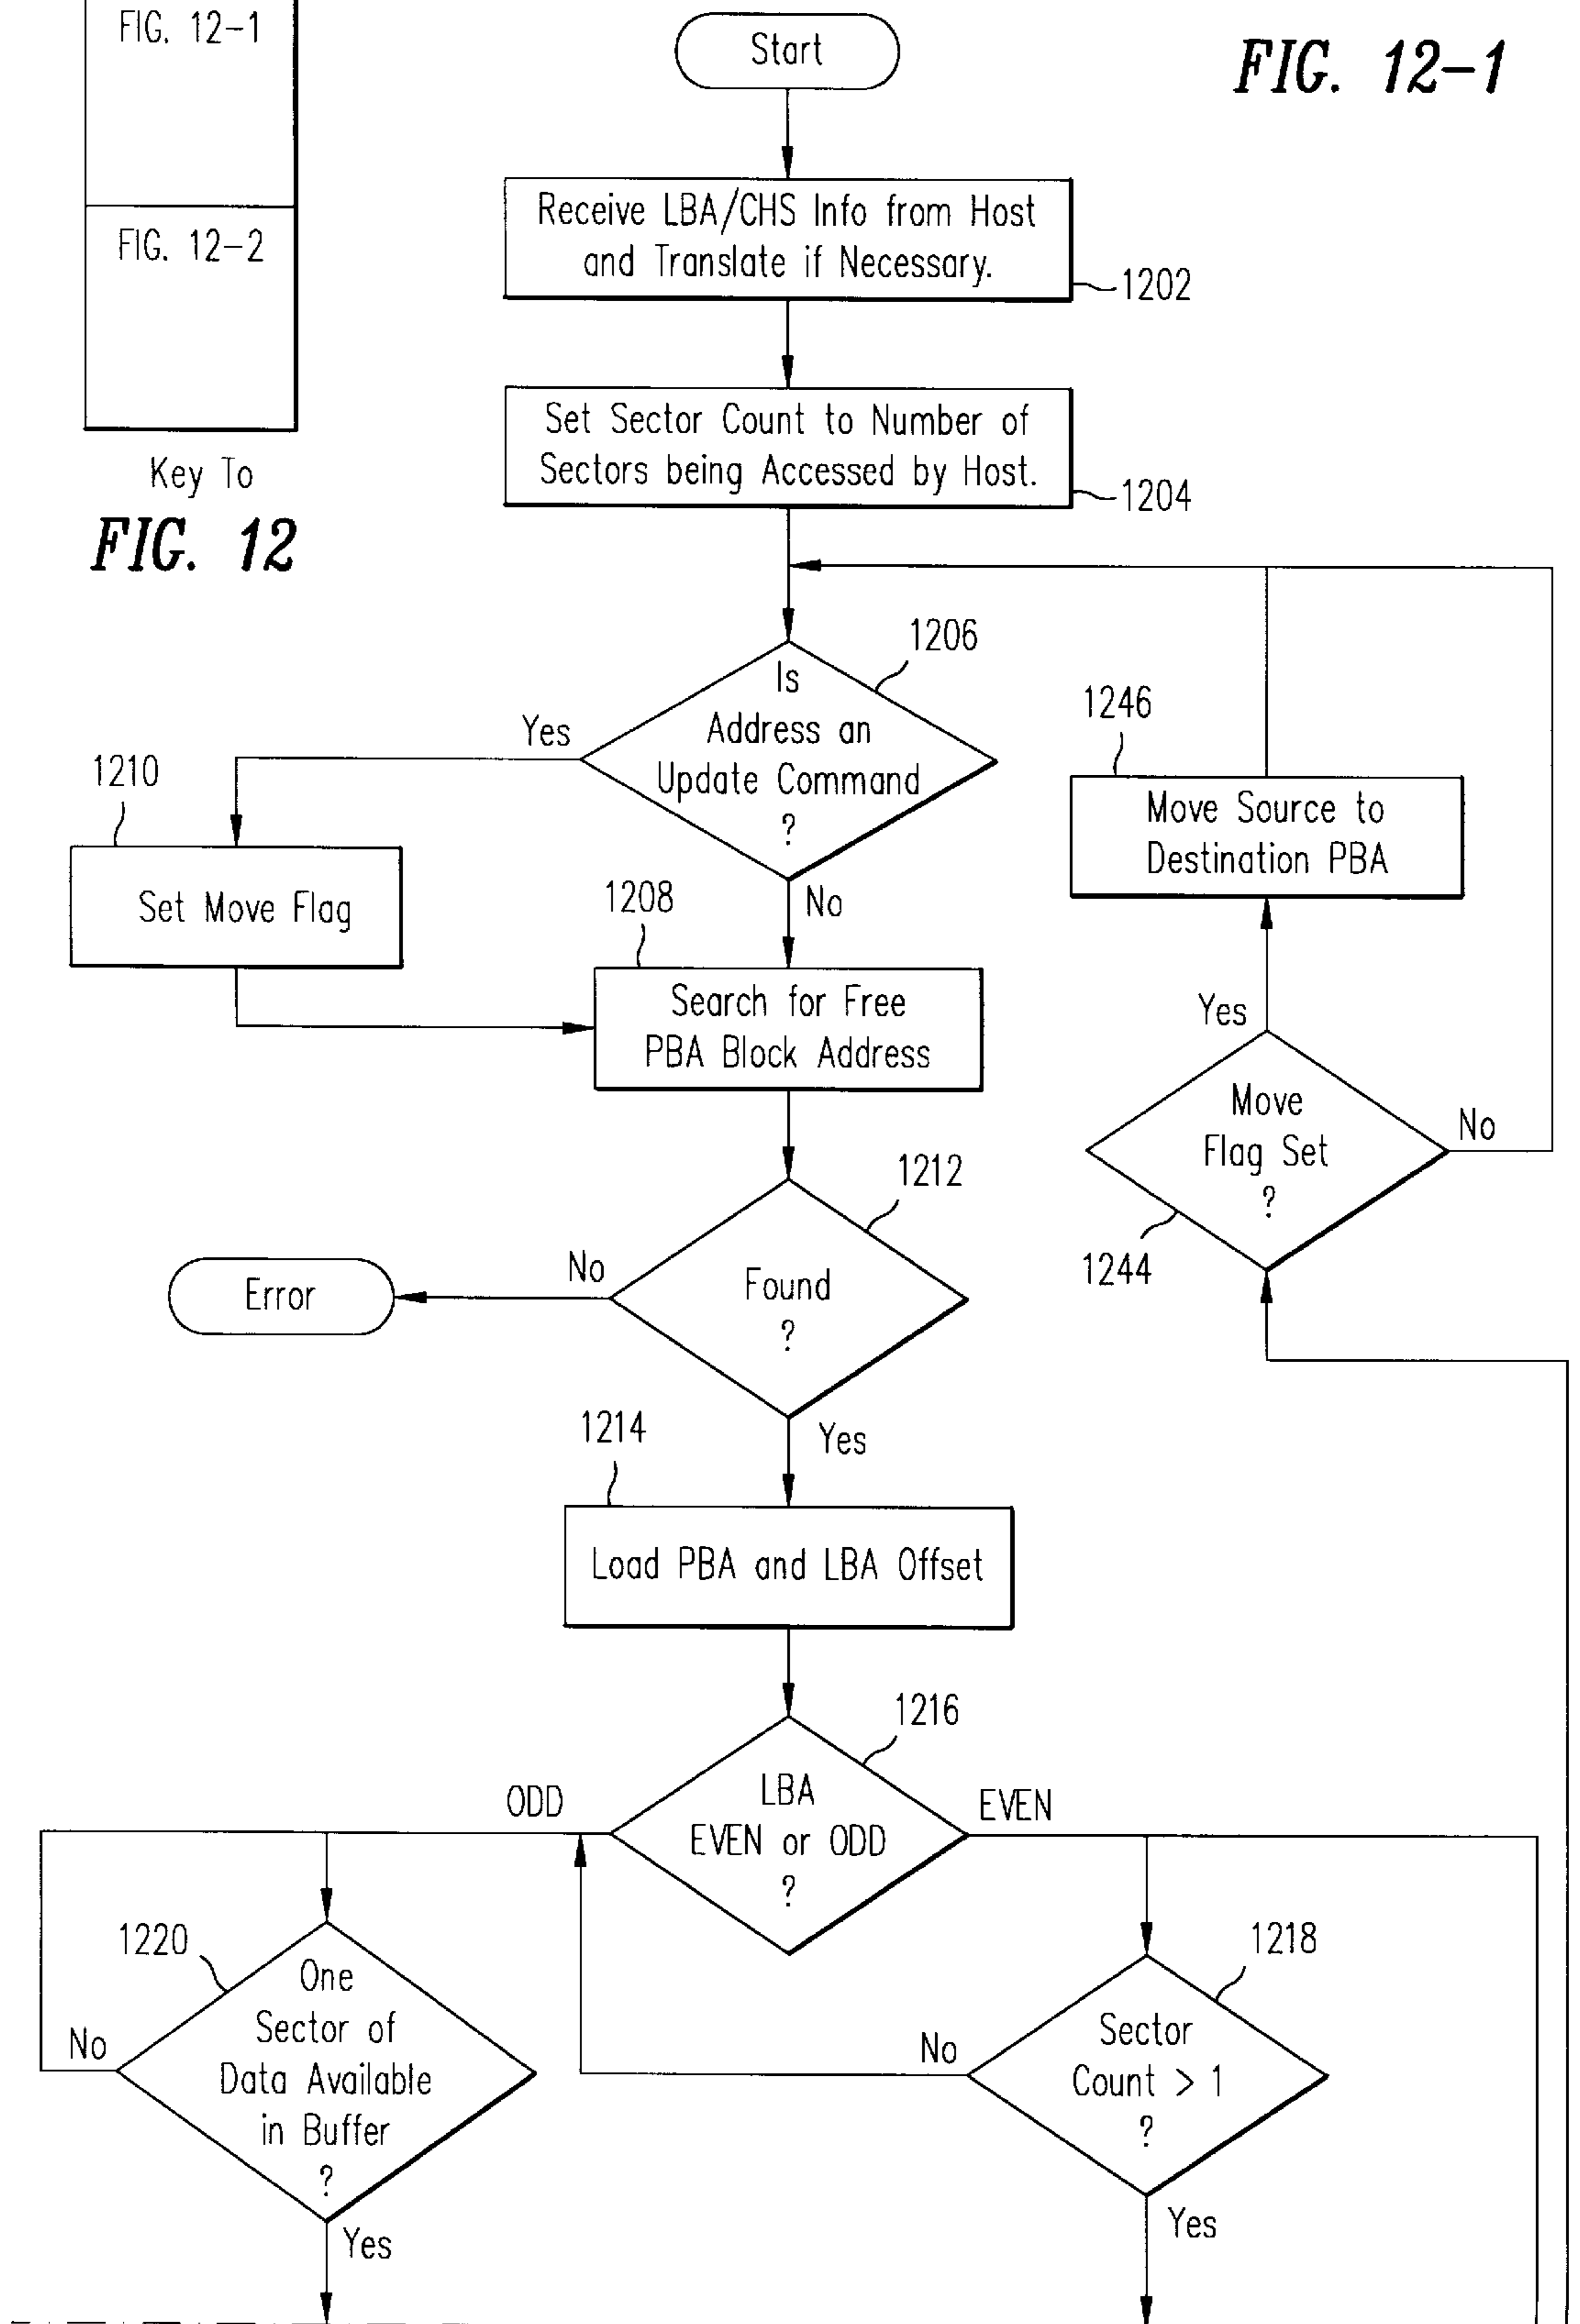 FIG. 12-1
FIG. 12-2
Key To
FIG. 12
FIG. 12-1
Start
Receive LBA/CHS Info from Host
and Translate if Necessary.
1202
Set Sector Count to Number of
Sectors being Accessed by Host.
1204
1206
Is
Address an
Update Command
?
Yes
No
1210
Set Move Flag
1208
Search for Free
PBA Block Address
1246
Move Source to
Destination PBA
Yes
Move
Flag Set
?
No
1244
1212
Found
?
No
Error
Yes
1214
Load PBA and LBA Offset
1216
LBA
EVEN or ODD
?
ODD
EVEN
1220
One
Sector of
Data Available
in Buffer
?
No
Yes
1218
Sector
Count > 1
?
No
Yes